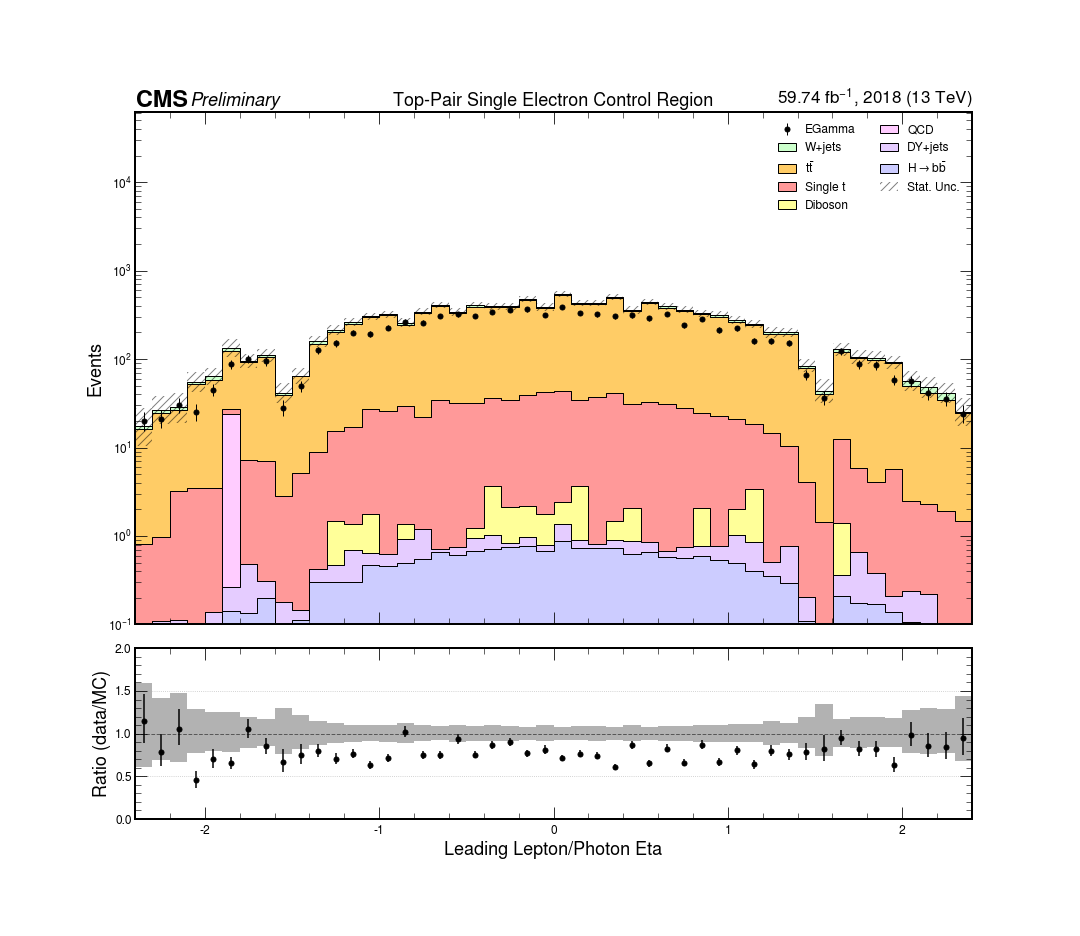 CMS Preliminary Top-Pair Single Electron Control Region 59.74 fb⁻¹, 2018 (13 TeV)
EGamma QCD
W+jets DY+jets
tt̄ H→bb̄
Single t Stat. Unc.
Diboson
Events
10⁴
10³
10²
10¹
10⁰
10⁻¹
Ratio (data/MC)
2.0
1.5
1.0
0.5
0.0
-2 -1 0 1 2
Leading Lepton/Photon Eta